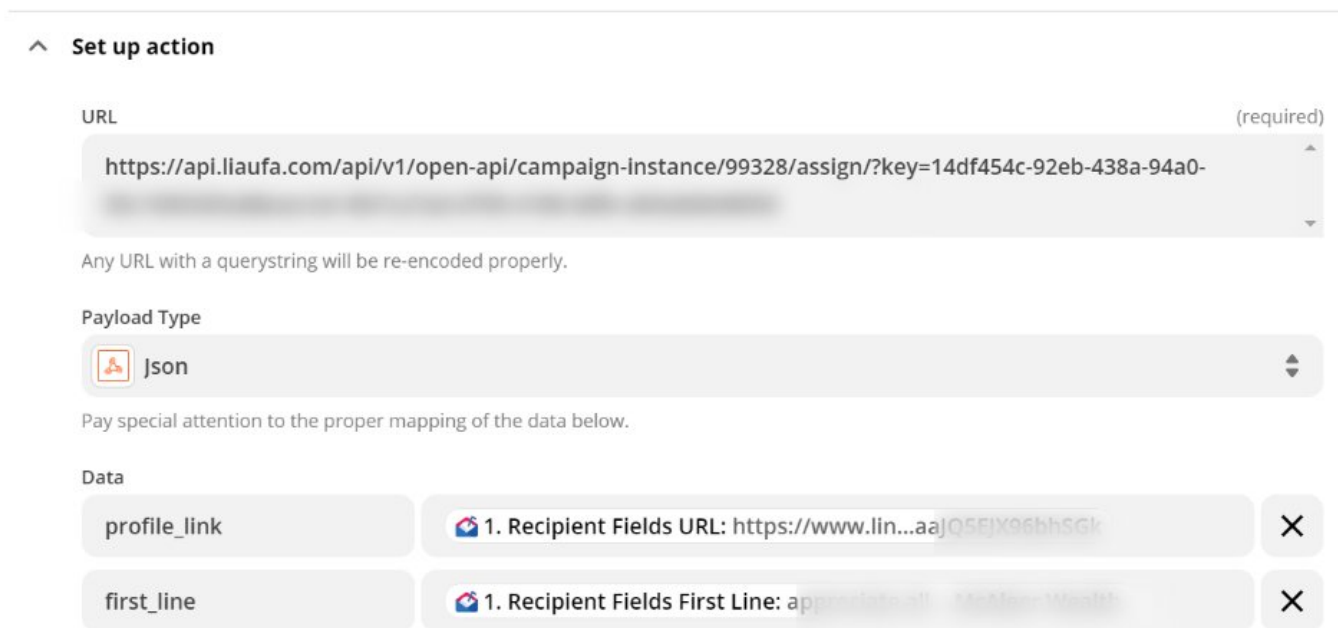 Set up action
URL (required)
https://api.liaufa.com/api/v1/open-api/campaign-instance/99328/assign/?key=14df454c-92eb-438a-94a0-
Any URL with a querystring will be re-encoded properly.
Payload Type
Json
Pay special attention to the proper mapping of the data below.
Data
profile_link 1. Recipient Fields URL: https://www.lin...aaJQ5EJX96bhSGk
first_line 1. Recipient Fields First Line: